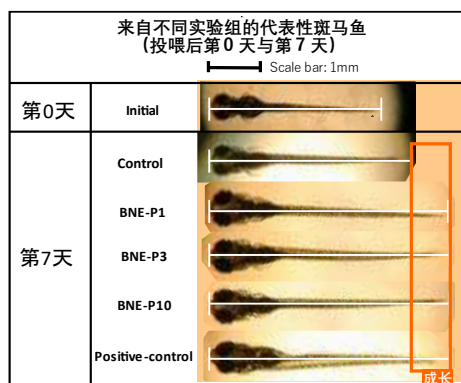 来自不同实验组的代表性斑马鱼
(投喂后第0天与第7天)
Scale bar: 1mm
第0天
Initial
第7天
Control
BNE-P1
BNE-P3
BNE-P10
Positive-control
成长